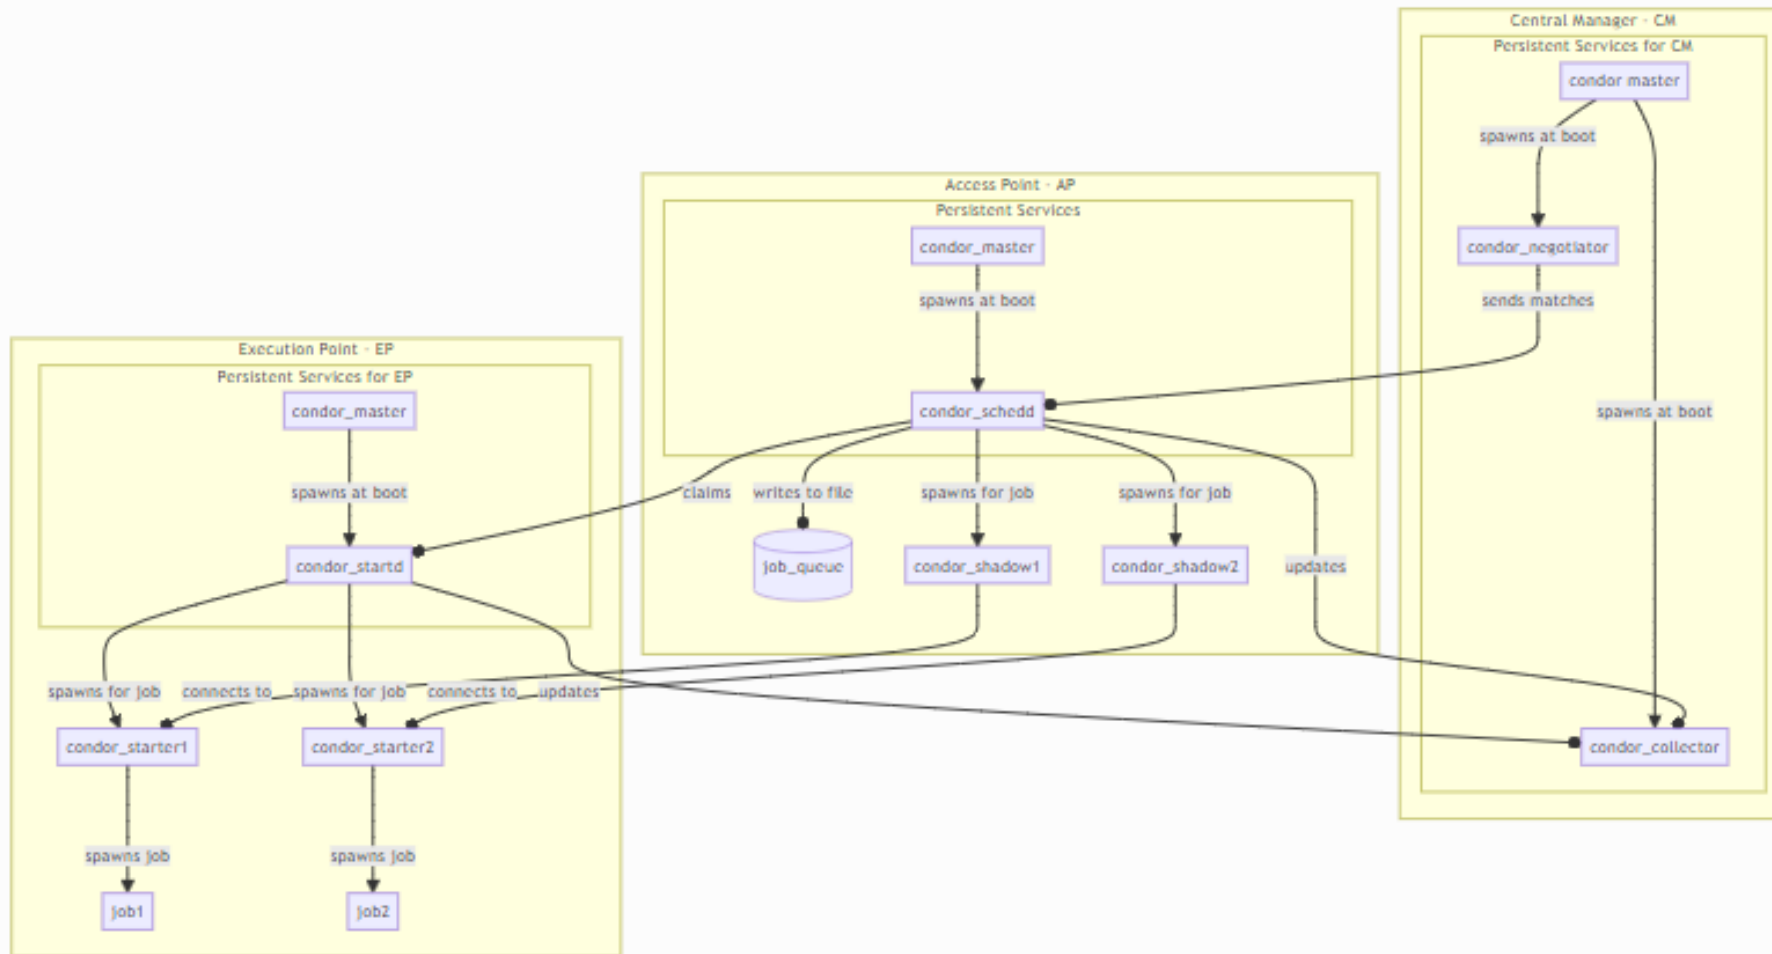 Central Manager - CM
Persistent Services for CM
condor master
spawns at boot
condor_negotiator
sends matches
spawns at boot
condor_collector
Access Point - AP
Persistent Services
condor_master
spawns at boot
condor_schedd
claims
writes to file
spawns for job
spawns for job
updates
job_queue
condor_shadow1
condor_shadow2
Execution Point - EP
Persistent Services for EP
condor_master
spawns at boot
condor_startd
spawns for job
connects to
spawns for job
connects to
updates
condor_starter1
condor_starter2
spawns job
spawns job
job1
job2